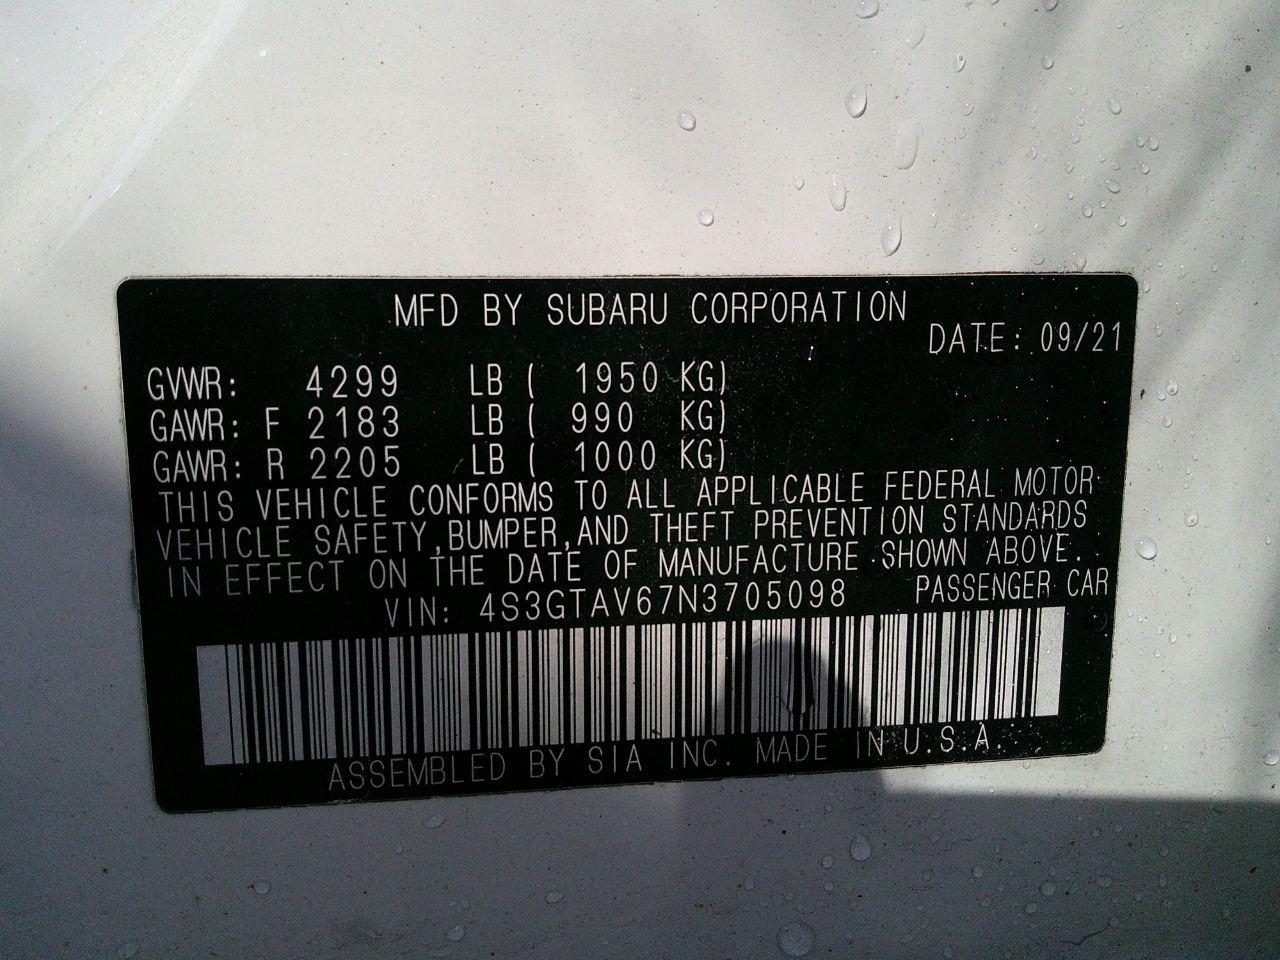 MFD BY SUBARU CORPORATION
DATE: 09/21
GVWR: 4299 LB ( 1950 KG)
GAWR: F 2183 LB ( 990 KG)
GAWR: R 2205 LB ( 1000 KG)
THIS VEHICLE CONFORMS TO ALL APPLICABLE FEDERAL MOTOR
VEHICLE SAFETY,BUMPER,AND THEFT PREVENTION STANDARDS
IN EFFECT ON THE DATE OF MANUFACTURE SHOWN ABOVE.
VIN: 4S3GTAV67N3705098 PASSENGER CAR
ASSEMBLED BY SIA INC. MADE IN U.S.A.